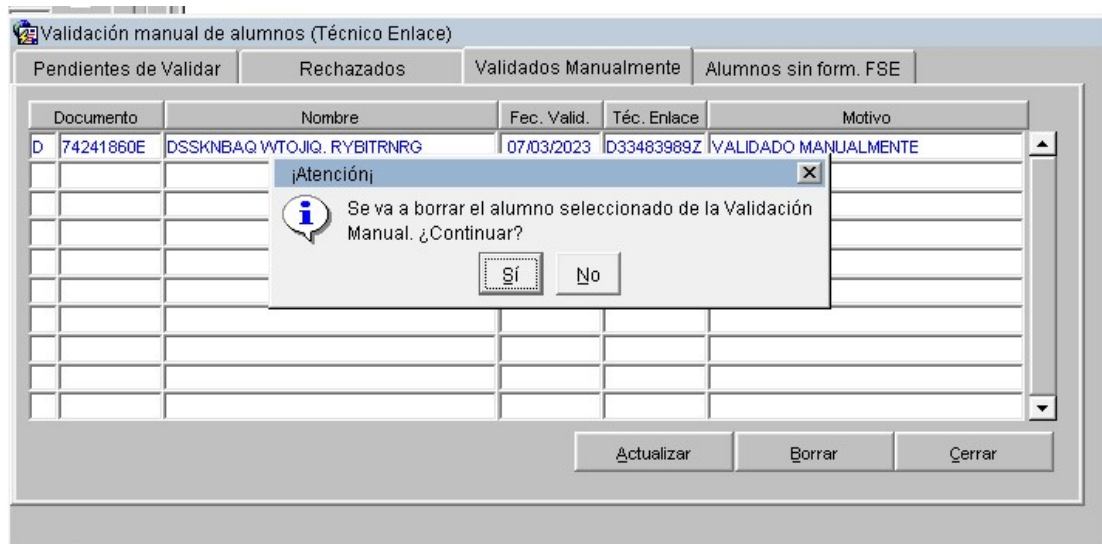 Validación manual de alumnos (Técnico Enlace)
Pendientes de Validar Rechazados Validados Manualmente Alumnos sin form. FSE
Documento Nombre Fec. Valid. Téc. Enlace Motivo
D 74241860E DSSKNBAQ WTOJIQ, RYBITRNRG 07/03/2023 D33483989Z VALIDADO MANUALMENTE
¡Atención¡
Se va a borrar el alumno seleccionado de la Validación
Manual. ¿Continuar?
Sí No
Actualizar Borrar Cerrar